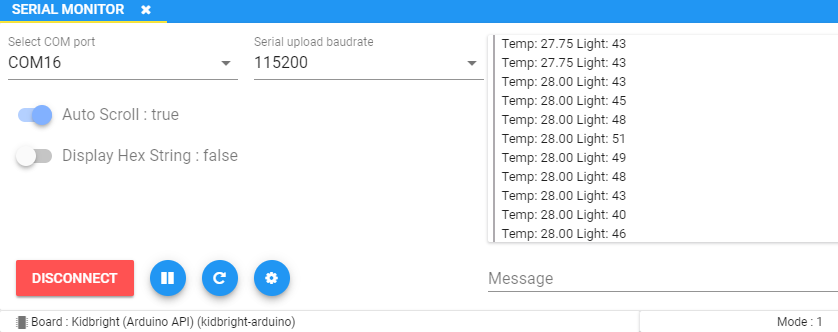 SERIAL MONITOR ✖
Select COM port
COM16
Serial upload baudrate
115200
Auto Scroll : true
Display Hex String : false
Temp: 27.75 Light: 43
Temp: 27.75 Light: 43
Temp: 28.00 Light: 43
Temp: 28.00 Light: 45
Temp: 28.00 Light: 48
Temp: 28.00 Light: 51
Temp: 28.00 Light: 49
Temp: 28.00 Light: 48
Temp: 28.00 Light: 43
Temp: 28.00 Light: 40
Temp: 28.00 Light: 46
DISCONNECT
Message
Board : Kidbright (Arduino API) (kidbright-arduino)
Mode : 1